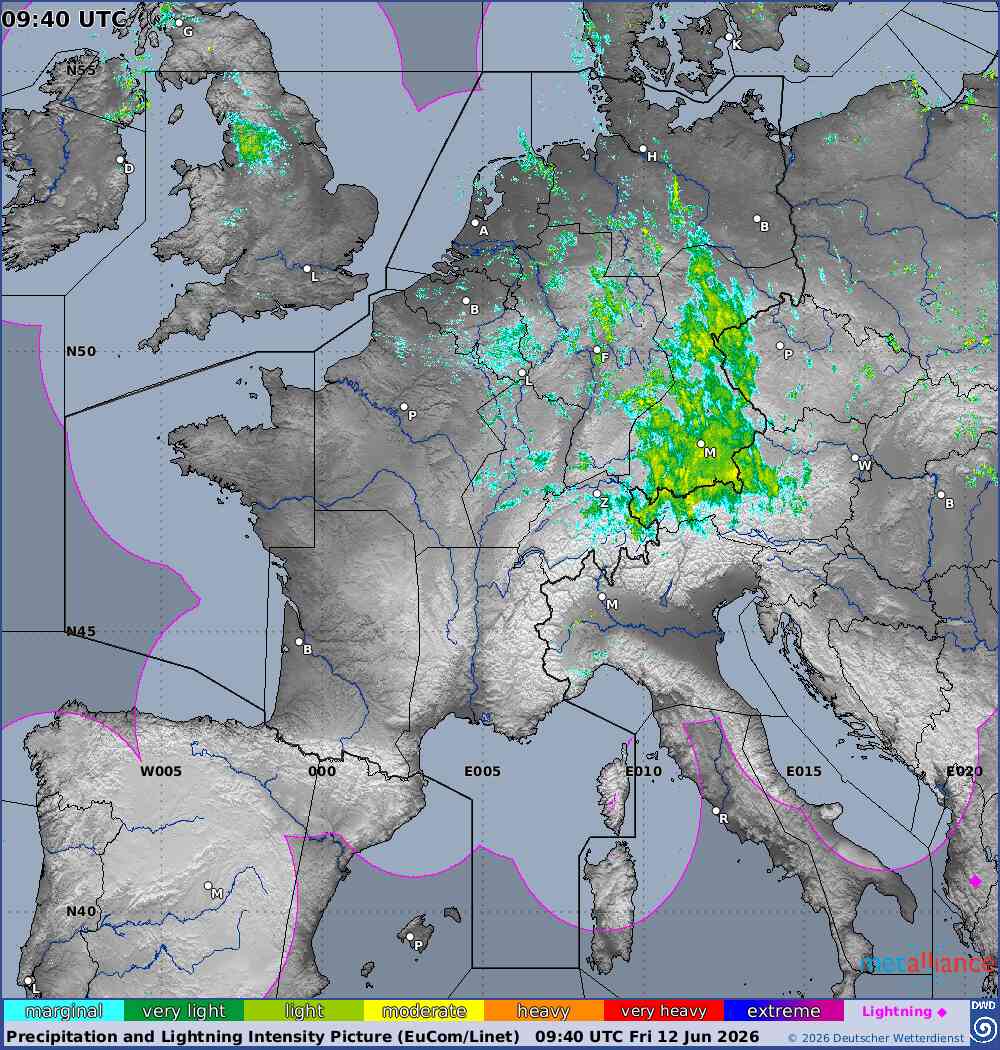 09:40 UTC
G
K
N55
H
D
A
B
L
B
N50
F
P
L
P
M
W
Z
B
M
N45
B
W005
000
E005
E010
E015
E020
R
M
N40
P
L
metalliance
marginal very light light moderate heavy very heavy extreme Lightning
DWD
Precipitation and Lightning Intensity Picture (EuCom/Linet) 09:40 UTC Fri 12 Jun 2026 © 2026 Deutscher Wetterdienst